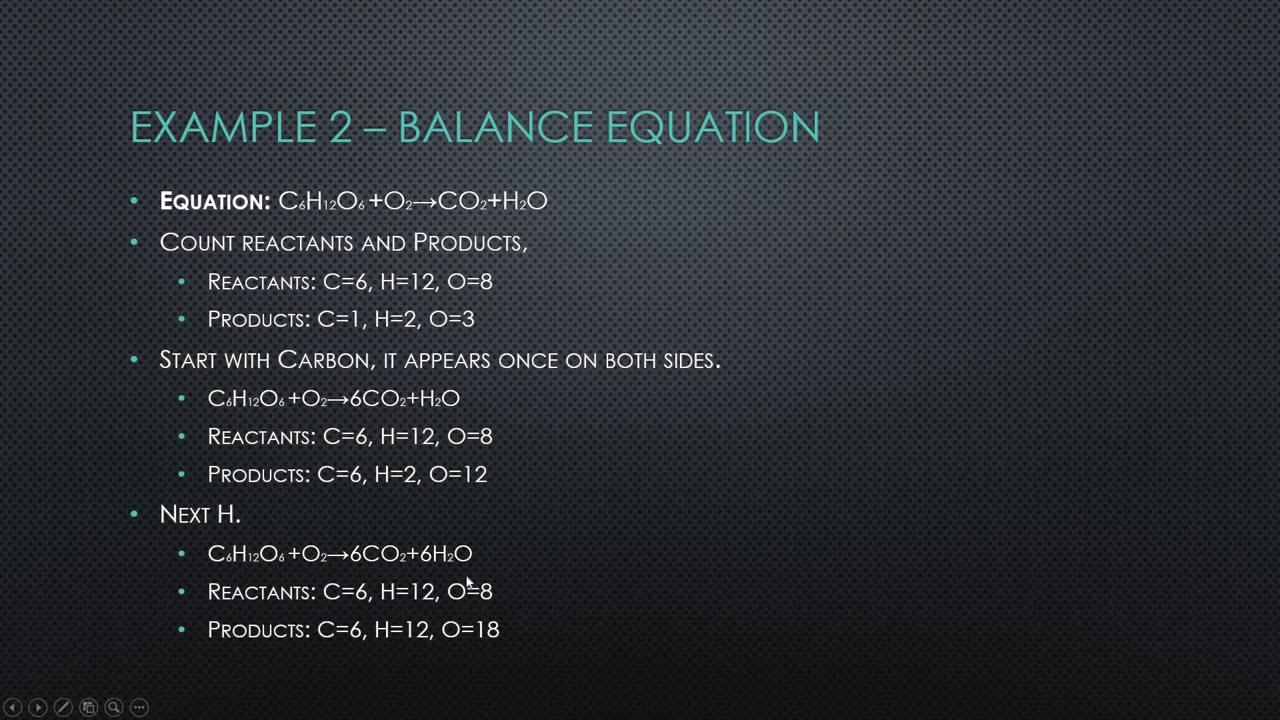 EXAMPLE 2 – BALANCE EQUATION
• EQUATION: C₆H₁₂O₆+O₂→CO₂+H₂O
• COUNT REACTANTS AND PRODUCTS,
• REACTANTS: C=6, H=12, O=8
• PRODUCTS: C=1, H=2, O=3
• START WITH CARBON, IT APPEARS ONCE ON BOTH SIDES.
• C₆H₁₂O₆+O₂→6CO₂+H₂O
• REACTANTS: C=6, H=12, O=8
• PRODUCTS: C=6, H=2, O=12
• NEXT H.
• C₆H₁₂O₆+O₂→6CO₂+6H₂O
• REACTANTS: C=6, H=12, O=8
• PRODUCTS: C=6, H=12, O=18